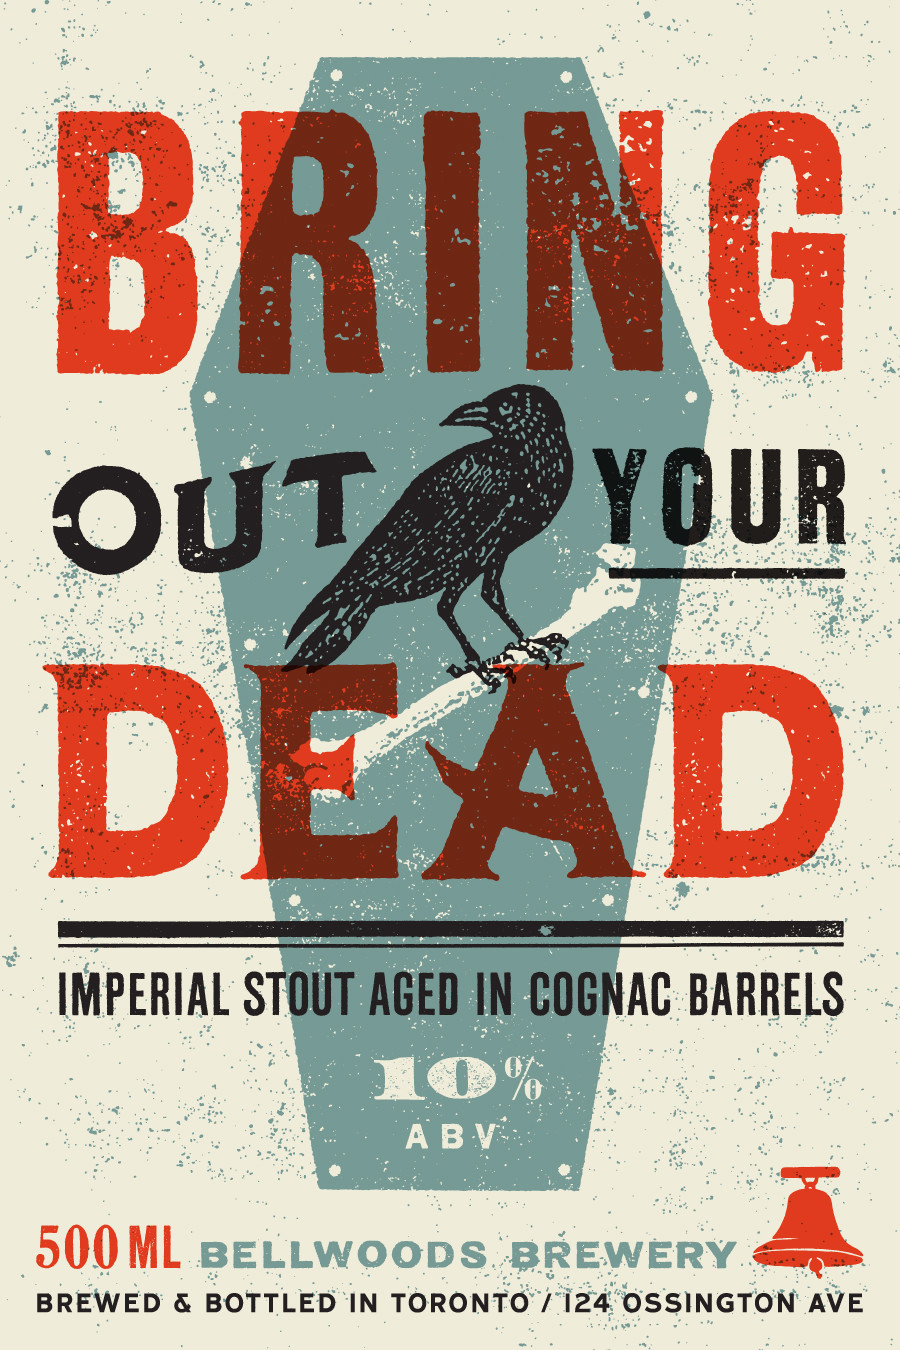 BRING
OUT YOUR
DEAD
IMPERIAL STOUT AGED IN COGNAC BARRELS
10%
ABV
500 ML BELLWOODS BREWERY
BREWED & BOTTLED IN TORONTO / 124 OSSINGTON AVE